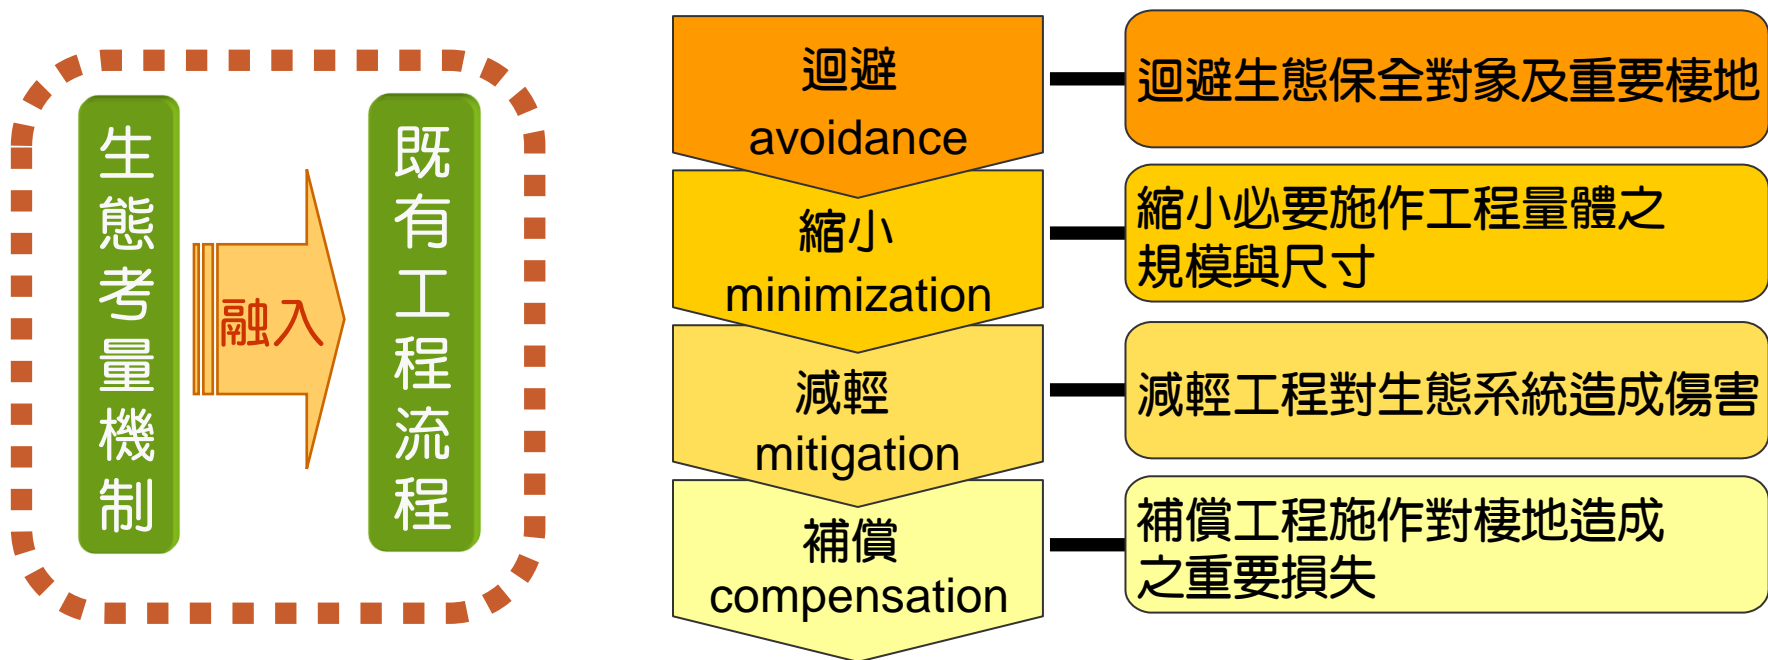 生態考量機制
融入
既有工程流程
迴避
avoidance
迴避生態保全對象及重要棲地
縮小
minimization
縮小必要施作工程量體之
規模與尺寸
減輕
mitigation
減輕工程對生態系統造成傷害
補償
compensation
補償工程施作對棲地造成
之重要損失